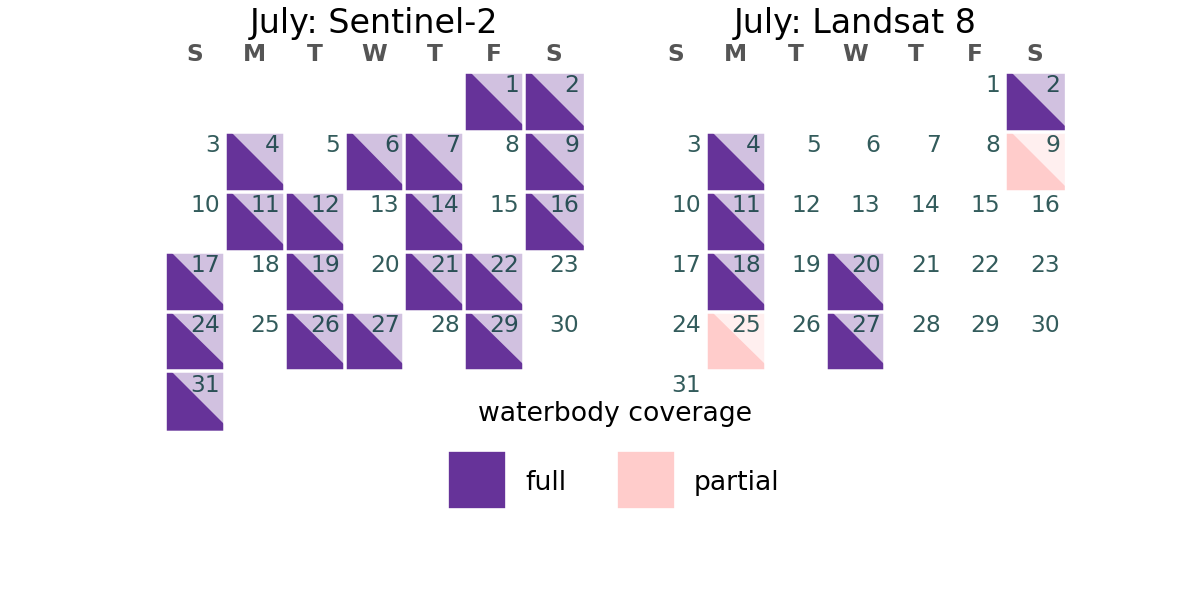 July: Sentinel-2
S M T W T F S
1 2
3 4 5 6 7 8 9
10 11 12 13 14 15 16
17 18 19 20 21 22 23
24 25 26 27 28 29 30
31
July: Landsat 8
S M T W T F S
1 2
3 4 5 6 7 8 9
10 11 12 13 14 15 16
17 18 19 20 21 22 23
24 25 26 27 28 29 30
31
waterbody coverage
full
partial